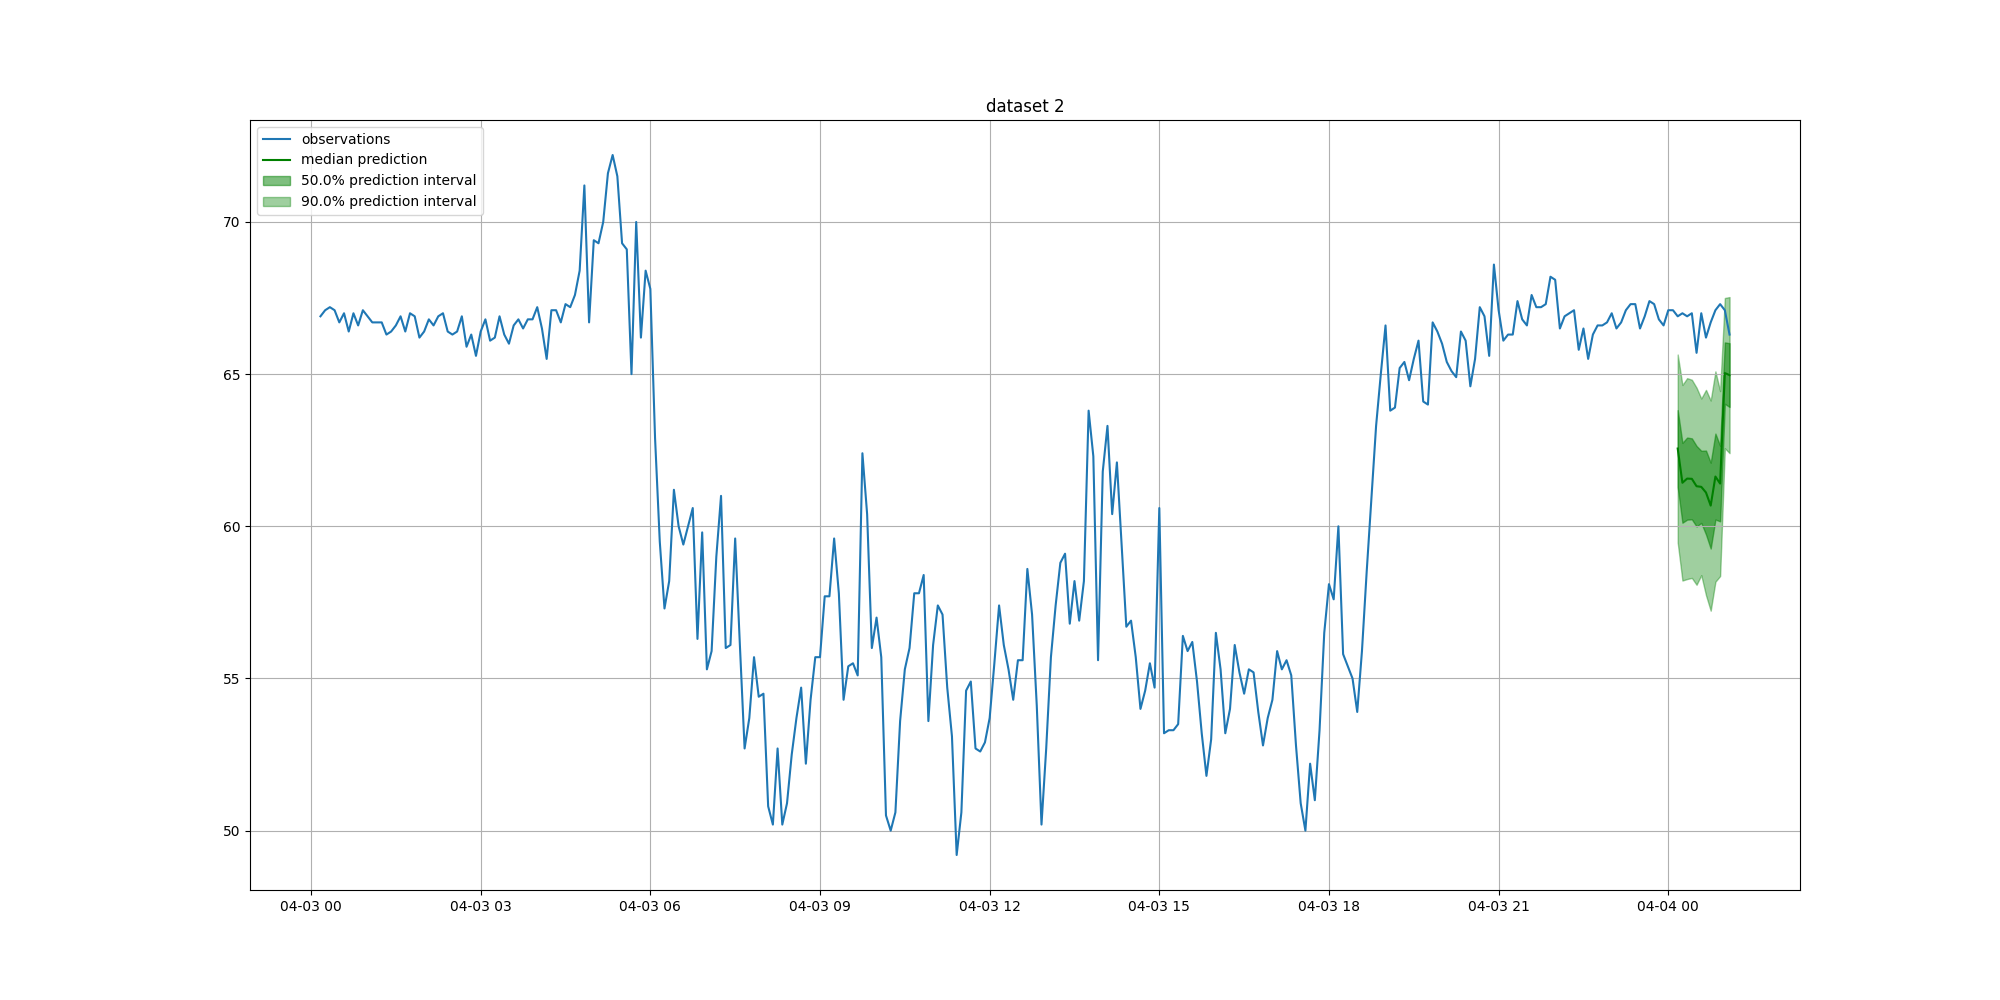 dataset 2
observations
median prediction
50.0% prediction interval
90.0% prediction interval
70
65
60
55
50
04-03 00
04-03 03
04-03 06
04-03 09
04-03 12
04-03 15
04-03 18
04-03 21
04-04 00